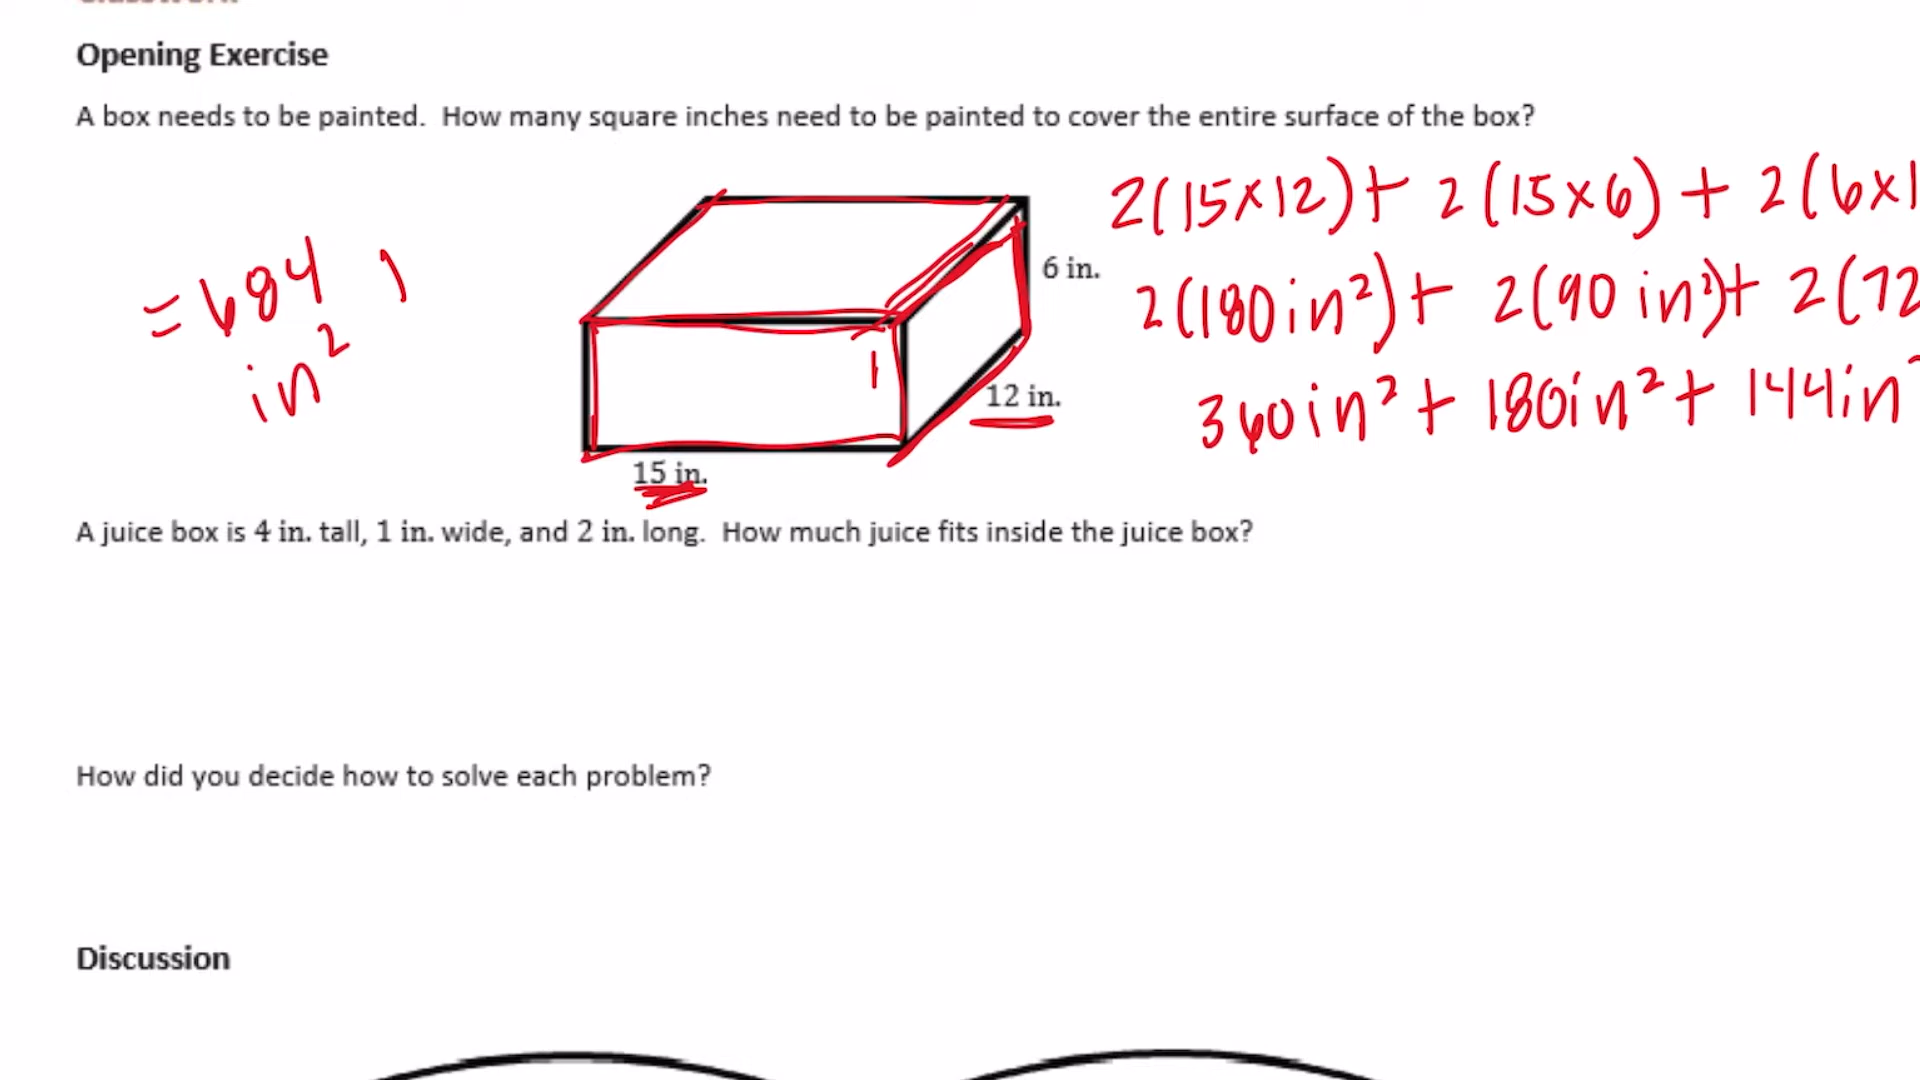 Classwork
Opening Exercise
A box needs to be painted. How many square inches need to be painted to cover the entire surface of the box?
2(15×12)+ 2(15×6) + 2(6×1
6 in.
= 684
in²
2(180in²)+ 2(90 in²)+ 2(72
12 in.
360in² + 180in² + 144in
15 in.
A juice box is 4 in. tall, 1 in. wide, and 2 in. long. How much juice fits inside the juice box?
How did you decide how to solve each problem?
Discussion